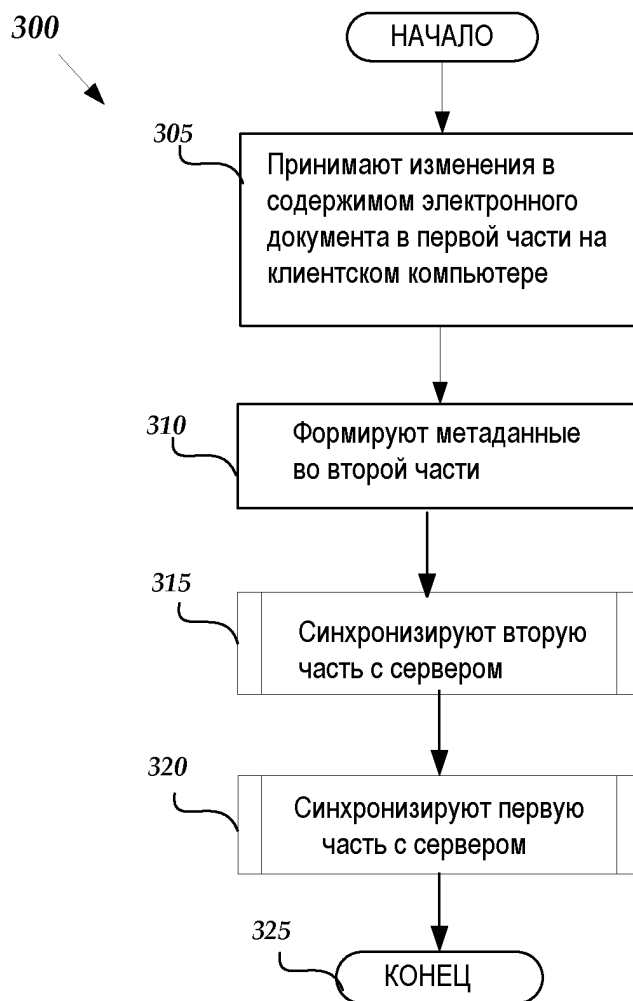 300
НАЧАЛО
305
Принимают изменения в
содержимом электронного
документа в первой части на
клиентском компьютере
310
Формируют метаданные
во второй части
315
Синхронизируют вторую
часть с сервером
320
Синхронизируют первую
часть с сервером
325
КОНЕЦ